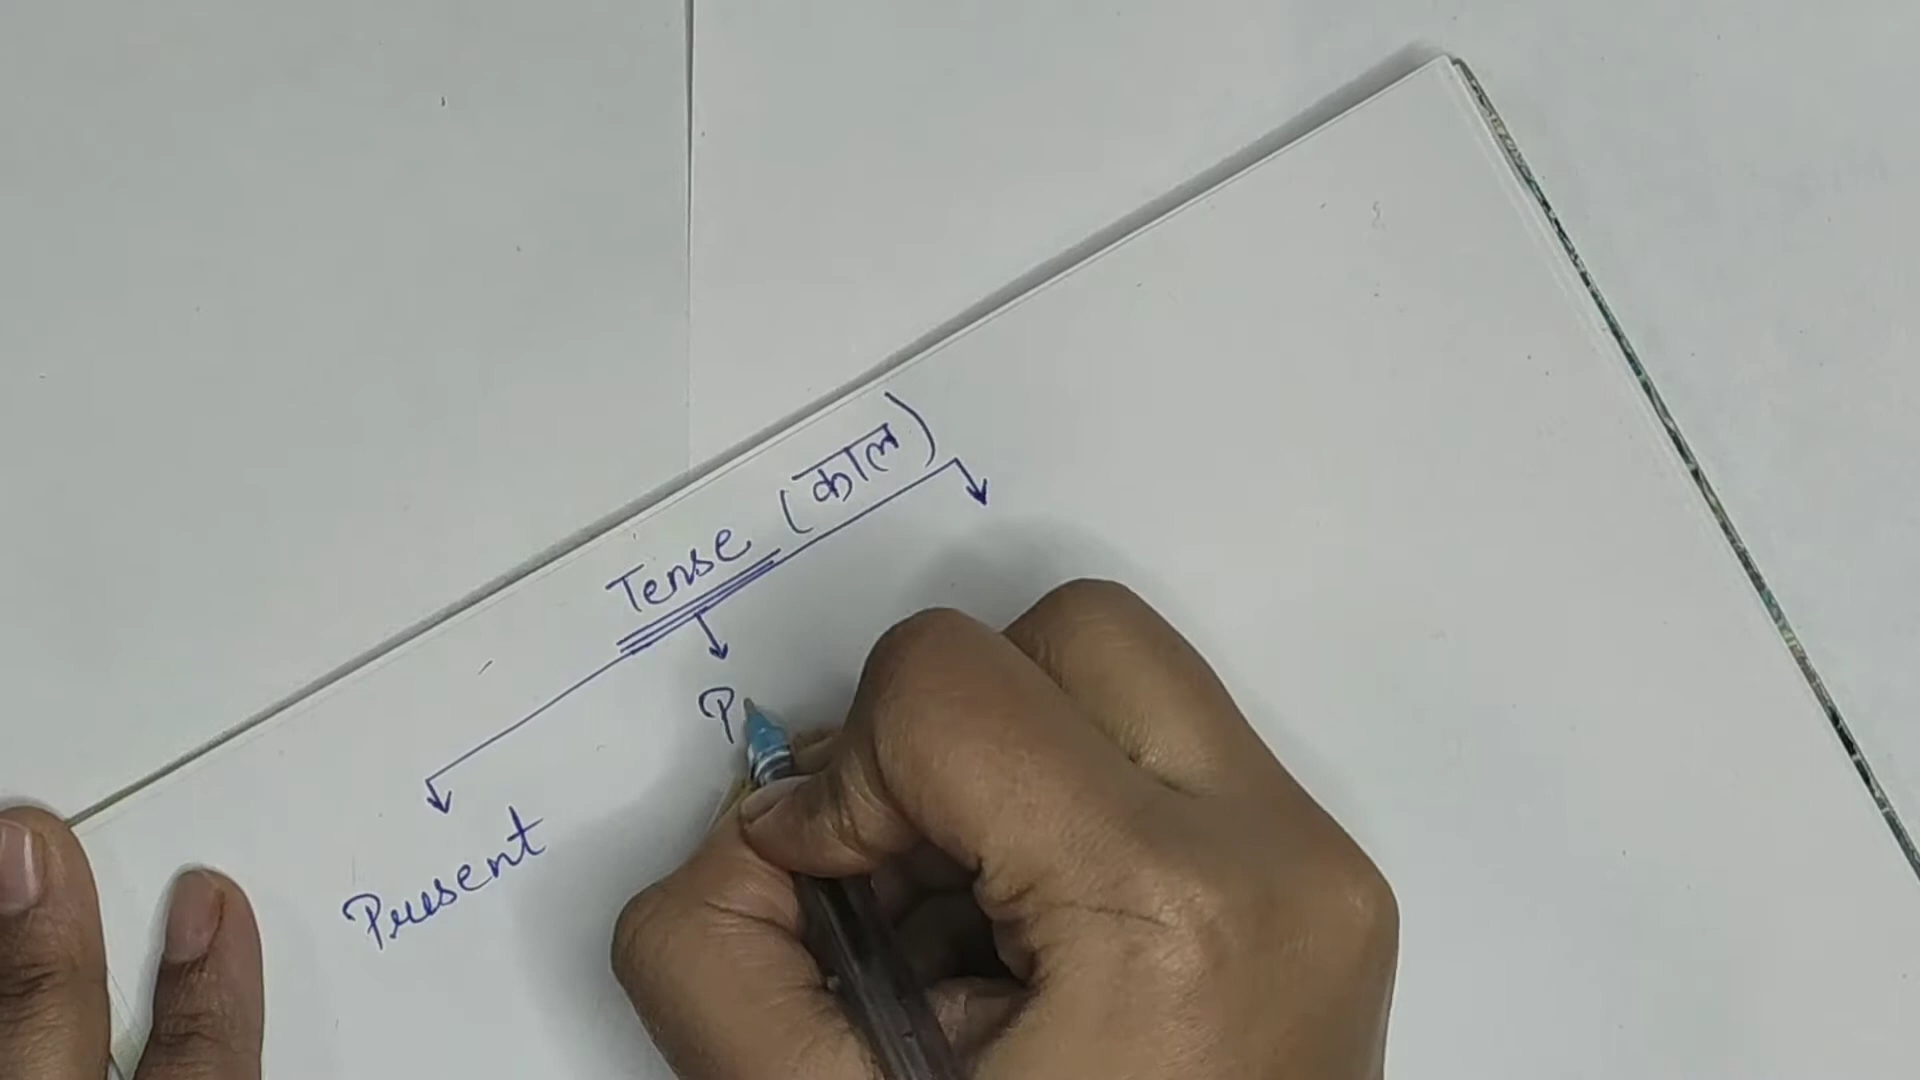 Tense (काल)
Present
P